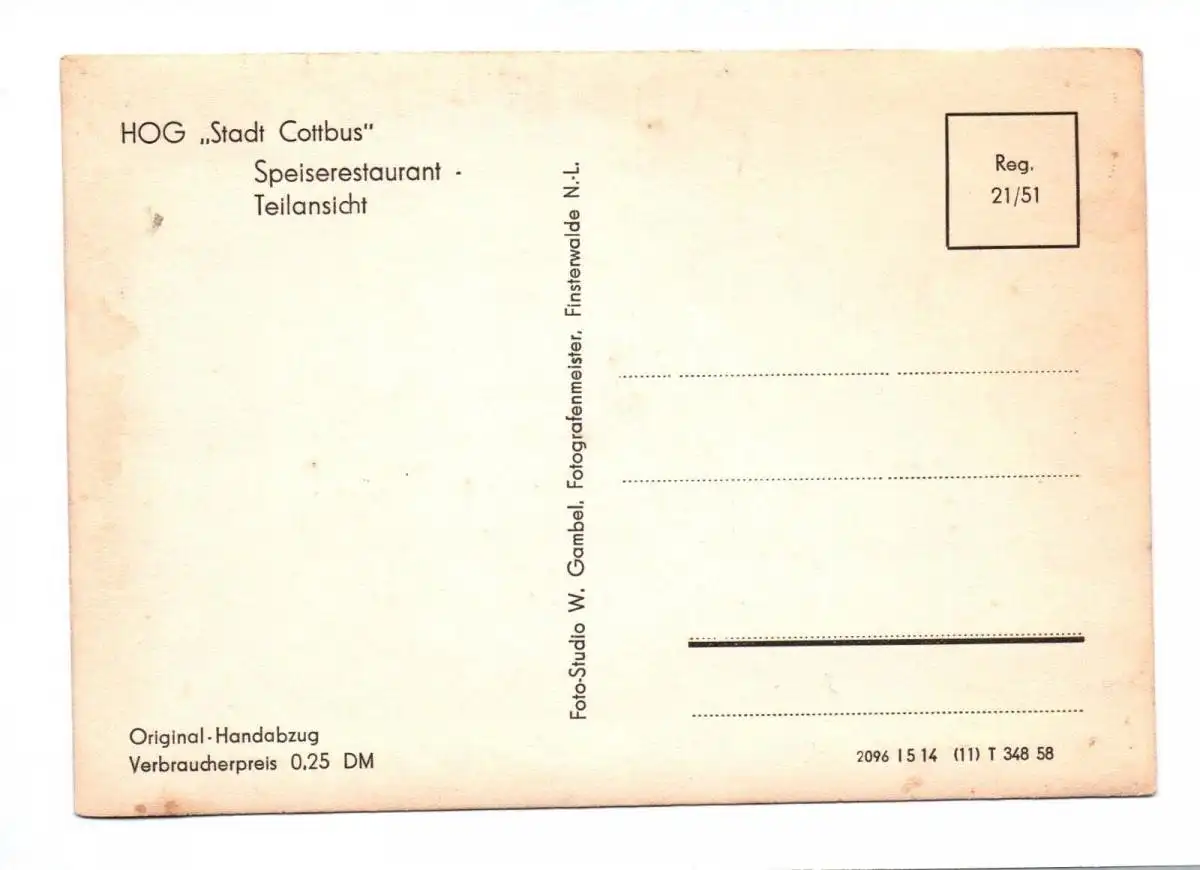 HOG „Stadt Cottbus"
Speiserestaurant -
Teilansicht
Reg.
21/51
Foto-Studio W. Gambel, Fotografenmeister, Finsterwalde N.-L.
Original-Handabzug
Verbraucherpreis 0,25 DM
2096 I 5 14 (11) T 348 58